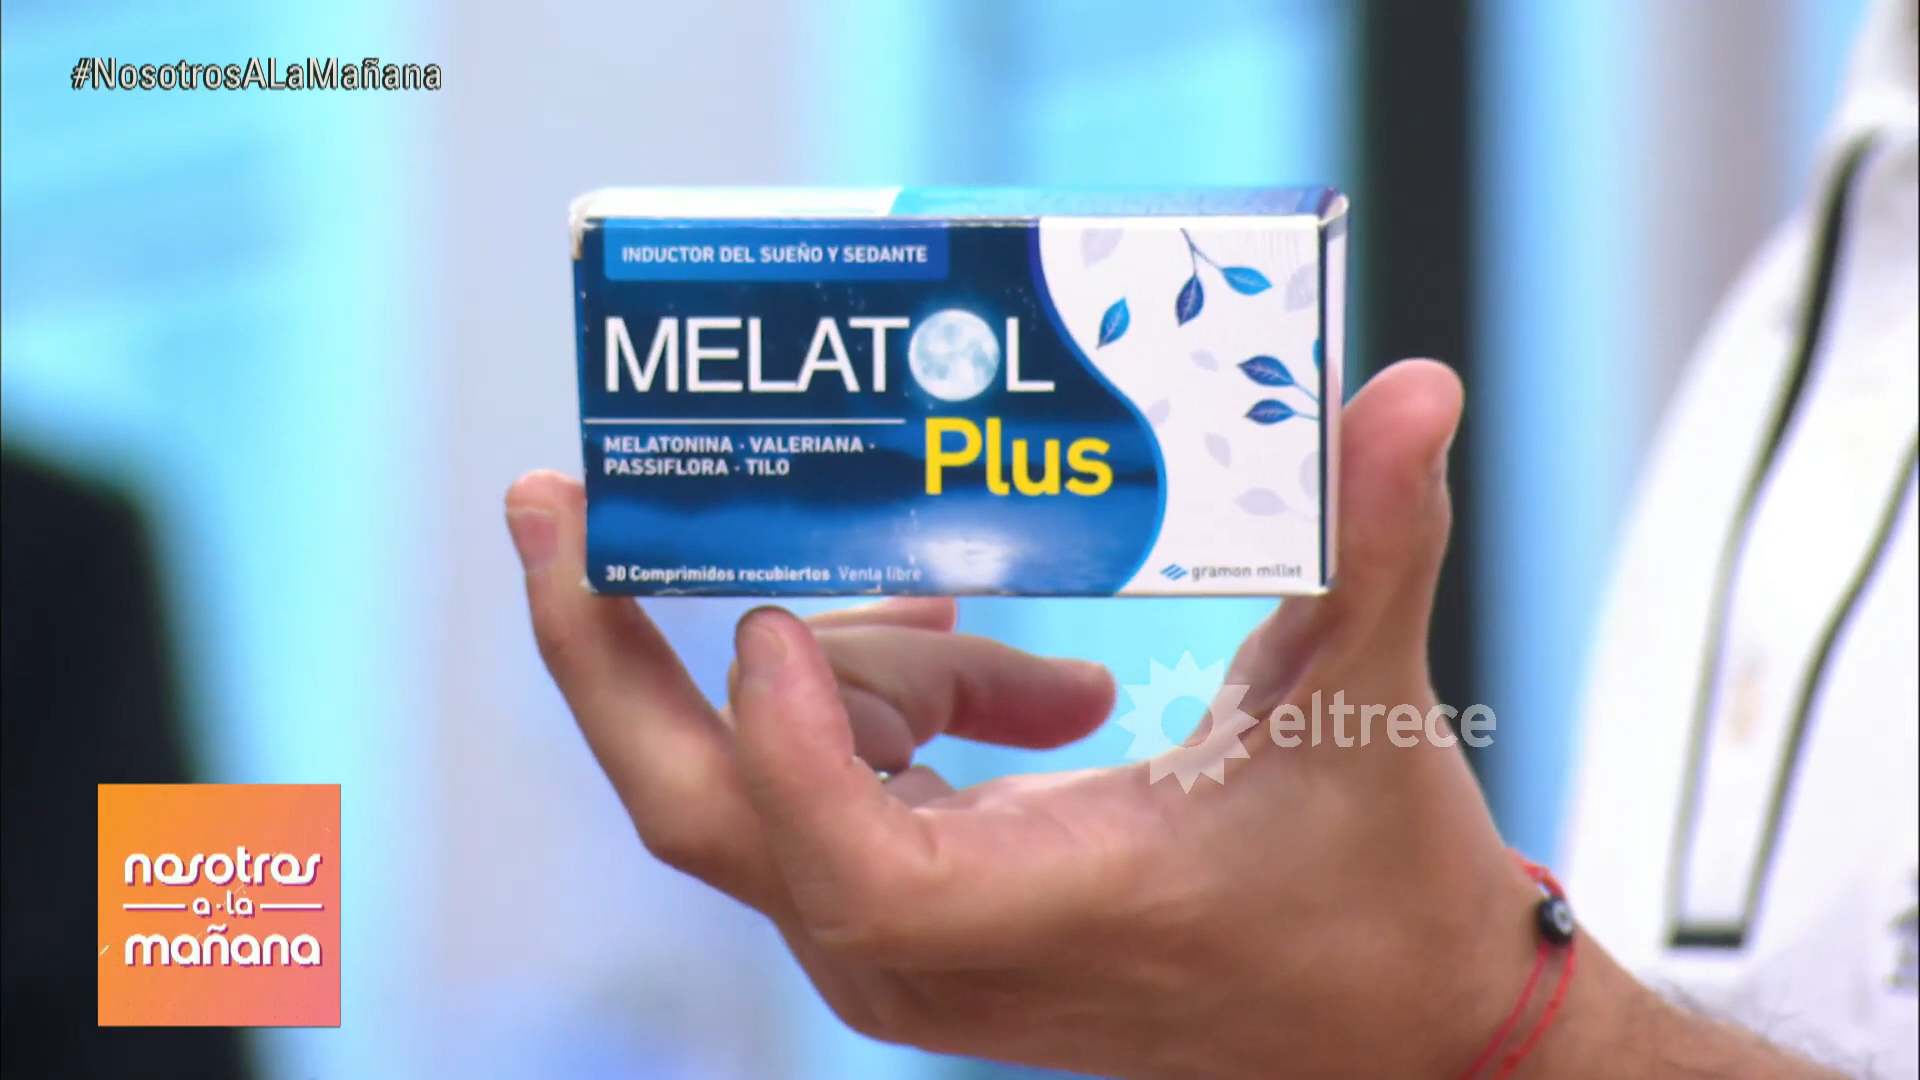 #NosotrosALaMañana
INDUCTOR DEL SUEÑO Y SEDANTE
MELATOL
Plus
MELATONINA · VALERIANA ·
PASSIFLORA · TILO
30 Comprimidos recubiertos Venta libre
gramon millet
eltrece
nosotros
a·la
mañana